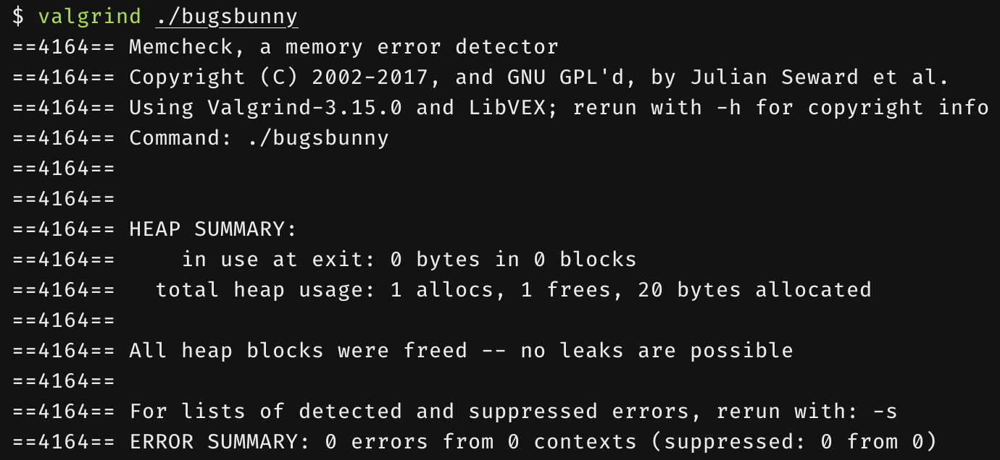 $ valgrind ./bugsbunny
==4164== Memcheck, a memory error detector
==4164== Copyright (C) 2002-2017, and GNU GPL'd, by Julian Seward et al.
==4164== Using Valgrind-3.15.0 and LibVEX; rerun with -h for copyright info
==4164== Command: ./bugsbunny
==4164==
==4164==
==4164== HEAP SUMMARY:
==4164==     in use at exit: 0 bytes in 0 blocks
==4164==   total heap usage: 1 allocs, 1 frees, 20 bytes allocated
==4164==
==4164== All heap blocks were freed -- no leaks are possible
==4164==
==4164== For lists of detected and suppressed errors, rerun with: -s
==4164== ERROR SUMMARY: 0 errors from 0 contexts (suppressed: 0 from 0)